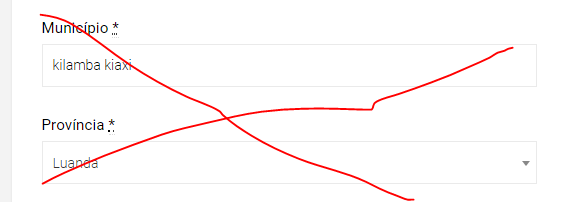 Município *
kilamba kiaxi
Província *
Luanda